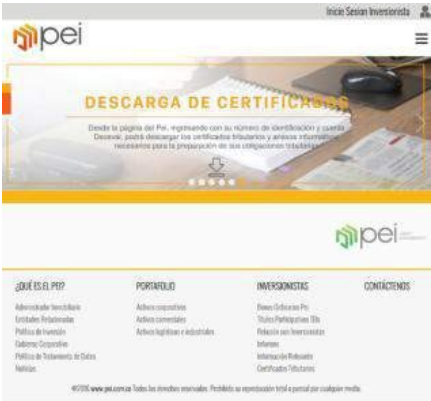 Inicie Sesion Inversionista
pei
DESCARGA DE CERTIFICADOS
Desde la página del Pei, ingresando con su número de identificación y cuenta
Deceval, podrá descargar los certificados tributarios y anexos informativos
necesarios para la preparación de sus obligaciones tributarias
pei
¿QUÉ ES EL PEI?
Administrador Inmobiliario
Entidades Relacionadas
Política de Inversión
Gobierno Corporativo
Política de Tratamiento de Datos
Noticias
PORTAFOLIO
Activos corporativos
Activos comerciales
Activos logísticos e industriales
INVERSIONISTAS
Bonos Ordinarios Pei
Títulos Participativos TEIs
Relación con Inversionistas
Informes
Información Relevante
Certificados Tributarios
CONTÁCTENOS
©2016 www.pei.com.co Todos los derechos reservados. Prohibida su reproducción total o parcial por cualquier medio.